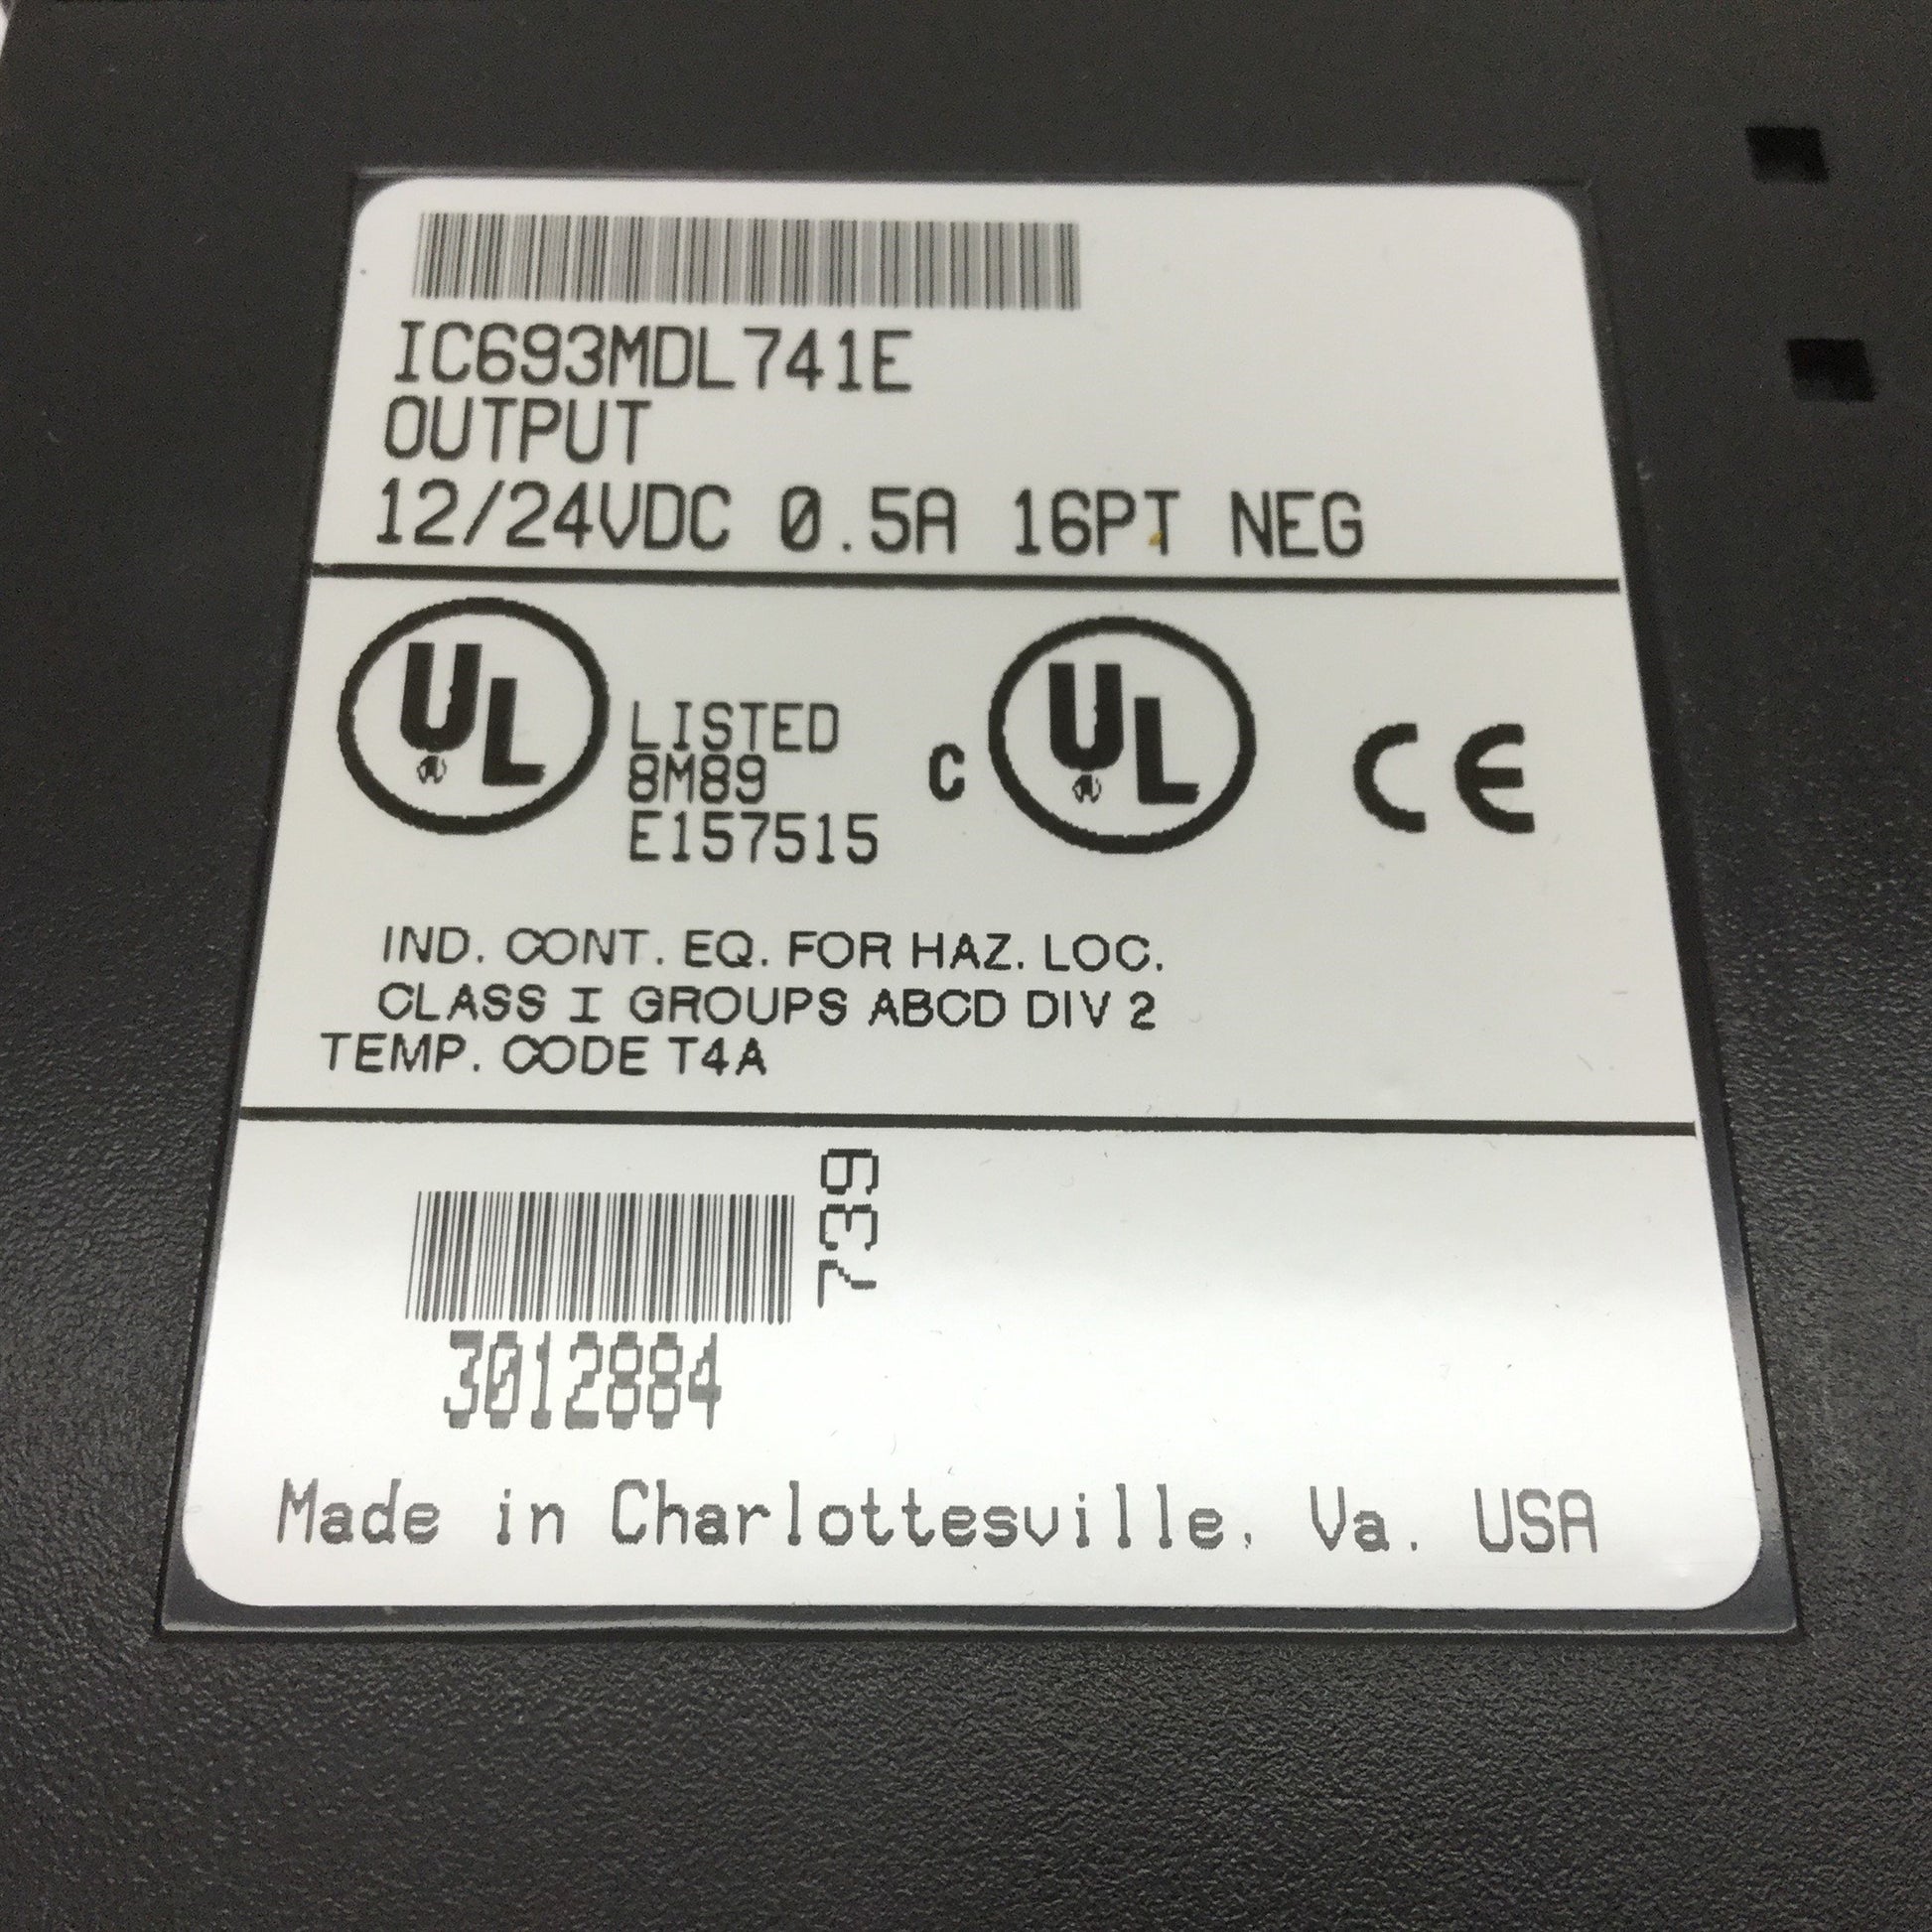 IC693MDL741E
OUTPUT
12/24VDC 0.5A 16PT NEG
UL
LISTED
8M89
E157515
C UL
CE
IND. CONT. EQ. FOR HAZ. LOC.
CLASS I GROUPS ABCD DIV 2
TEMP. CODE T4A
739
3012884
Made in Charlottesville, Va. USA